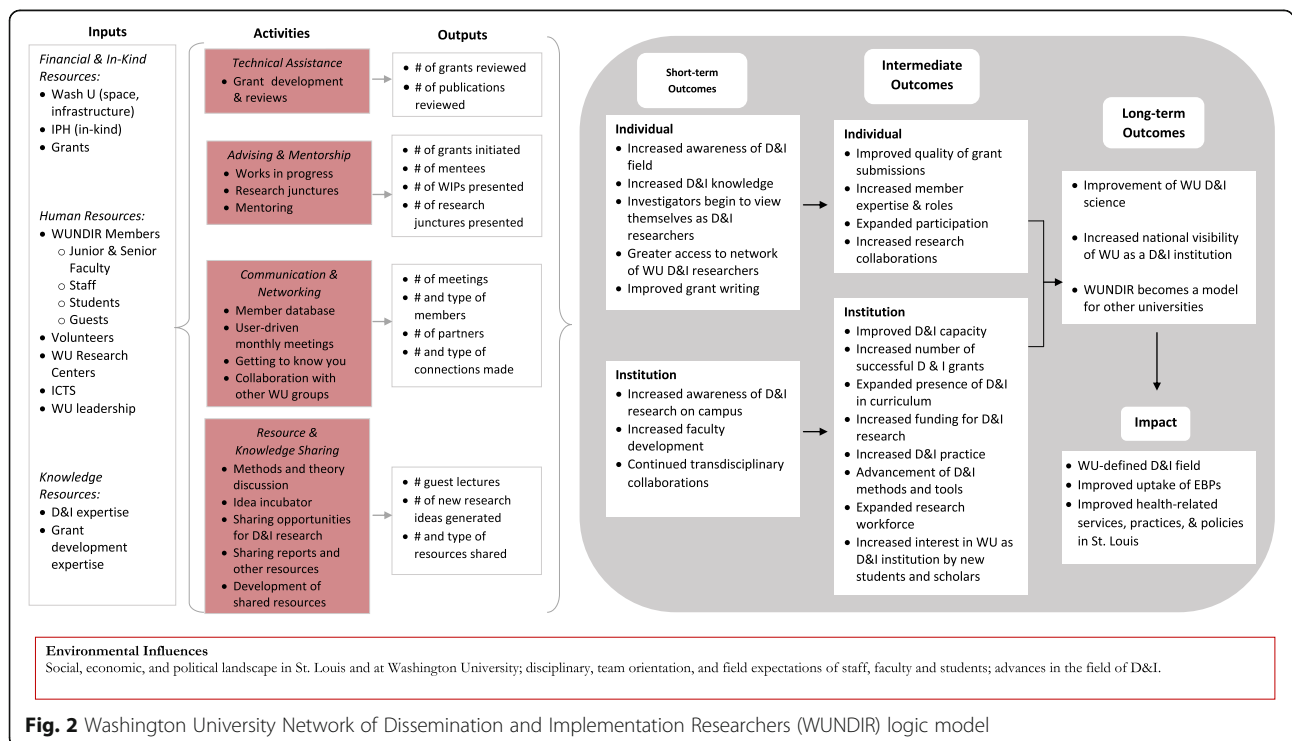 Inputs
Financial & In-Kind
Resources:
• Wash U (space,
infrastructure)
• IPH (in-kind)
• Grants
Human Resources:
• WUNDIR Members
o Junior & Senior
Faculty
o Staff
o Students
o Guests
• Volunteers
• WU Research
Centers
• ICTS
• WU leadership
Knowledge
Resources:
• D&I expertise
• Grant
development
expertise
Activities
Technical Assistance
• Grant development
& reviews
Advising & Mentorship
• Works in progress
• Research junctures
• Mentoring
Communication &
Networking
• Member database
• User-driven
monthly meetings
• Getting to know you
• Collaboration with
other WU groups
Resource &
Knowledge Sharing
• Methods and theory
discussion
• Idea incubator
• Sharing opportunities
for D&I research
• Sharing reports and
other resources
• Development of
shared resources
Outputs
• # of grants reviewed
• # of publications
reviewed
• # of grants initiated
• # of mentees
• # of WIPs presented
• # of research
junctures presented
• # of meetings
• # and type of
members
• # of partners
• # and type of
connections made
• # guest lectures
• # of new research
ideas generated
• # and type of
resources shared
Short-term
Outcomes
Individual
• Increased awareness of D&I
field
• Increased D&I knowledge
• Investigators begin to view
themselves as D&I
researchers
• Greater access to network
of WU D&I researchers
• Improved grant writing
Institution
• Increased awareness of D&I
research on campus
• Increased faculty
development
• Continued transdisciplinary
collaborations
Intermediate
Outcomes
Individual
• Improved quality of grant
submissions
• Increased member
expertise & roles
• Expanded participation
• Increased research
collaborations
Institution
• Improved D&I capacity
• Increased number of
successful D & I grants
• Expanded presence of D&I
in curriculum
• Increased funding for D&I
research
• Increased D&I practice
• Advancement of D&I
methods and tools
• Expanded research
workforce
• Increased interest in WU as
D&I institution by new
students and scholars
Long-term
Outcomes
• Improvement of WU D&I
science
• Increased national visibility
of WU as a D&I institution
• WUNDIR becomes a model
for other universities
Impact
• WU-defined D&I field
• Improved uptake of EBPs
• Improved health-related
services, practices, & policies
in St. Louis
Environmental Influences
Social, economic, and political landscape in St. Louis and at Washington University; disciplinary, team orientation, and field expectations of staff, faculty and students; advances in the field of D&I.
Fig. 2 Washington University Network of Dissemination and Implementation Researchers (WUNDIR) logic model